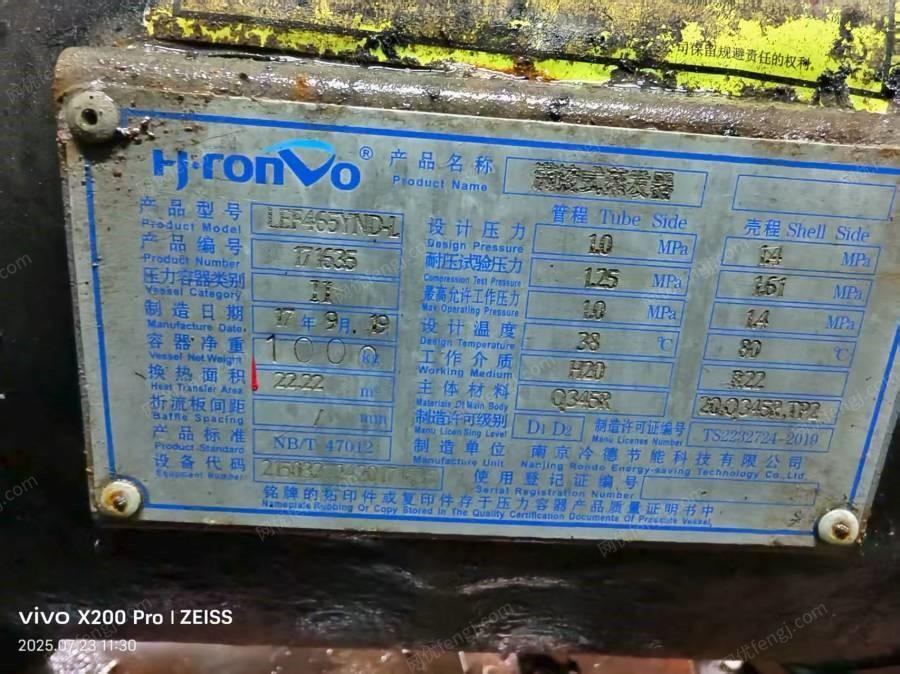 司保留规避责任的权利.
Hj·ronVo®
产品名称 式蒸发器
Product Name
管程 Tube Side 壳程 Shell Side
产品型号
Product Model
产品编号 171635
Product Number
压力容器类别 II
Vessel Category
制造日期 17年9月.19
Manufacture Date.
容器净重 1000 kg
Vessel Net Weight
换热面积 22.22 m²
Heat Transfer Area
折流板间距 / mm
Baffle Spacing
产品标准 NB/T 47012
Product Standard
设备代码
Equipment Number
设计压力 1.0 MPa 1.4 MPa
Design Pressure
耐压试验压力 1.25 MPa 1.61 MPa
Compression Test Pressure
最高允许工作压力 1.0 MPa 1.4 MPa
Max Operating Pressure
设计温度 38 ℃ 80 ℃
Design Temperature
工作介质 H20 R22
Working Medium
主体材料 Q345R 20,Q345R,TP2
Materials Of Main Body
制造许可级别 D1 D2 制造许可证编号 TS2232724-2019
Manu Licensing Level Manu License Number
制造单位 南京冷德节能科技有限公司
Manufacture Unit Nanjing Rondo Energy-saving Technology Co., Ltd.
使用登记证编号
Serial Registration Number
铭牌的拓印件或复印件存于压力容器产品质量证明书中
Nameplate Rubbing Or Copy Stored In The Quality Certification Documents Of Pressure Vessel
vivo X200 Pro | ZEISS
2025.07.23 11:30